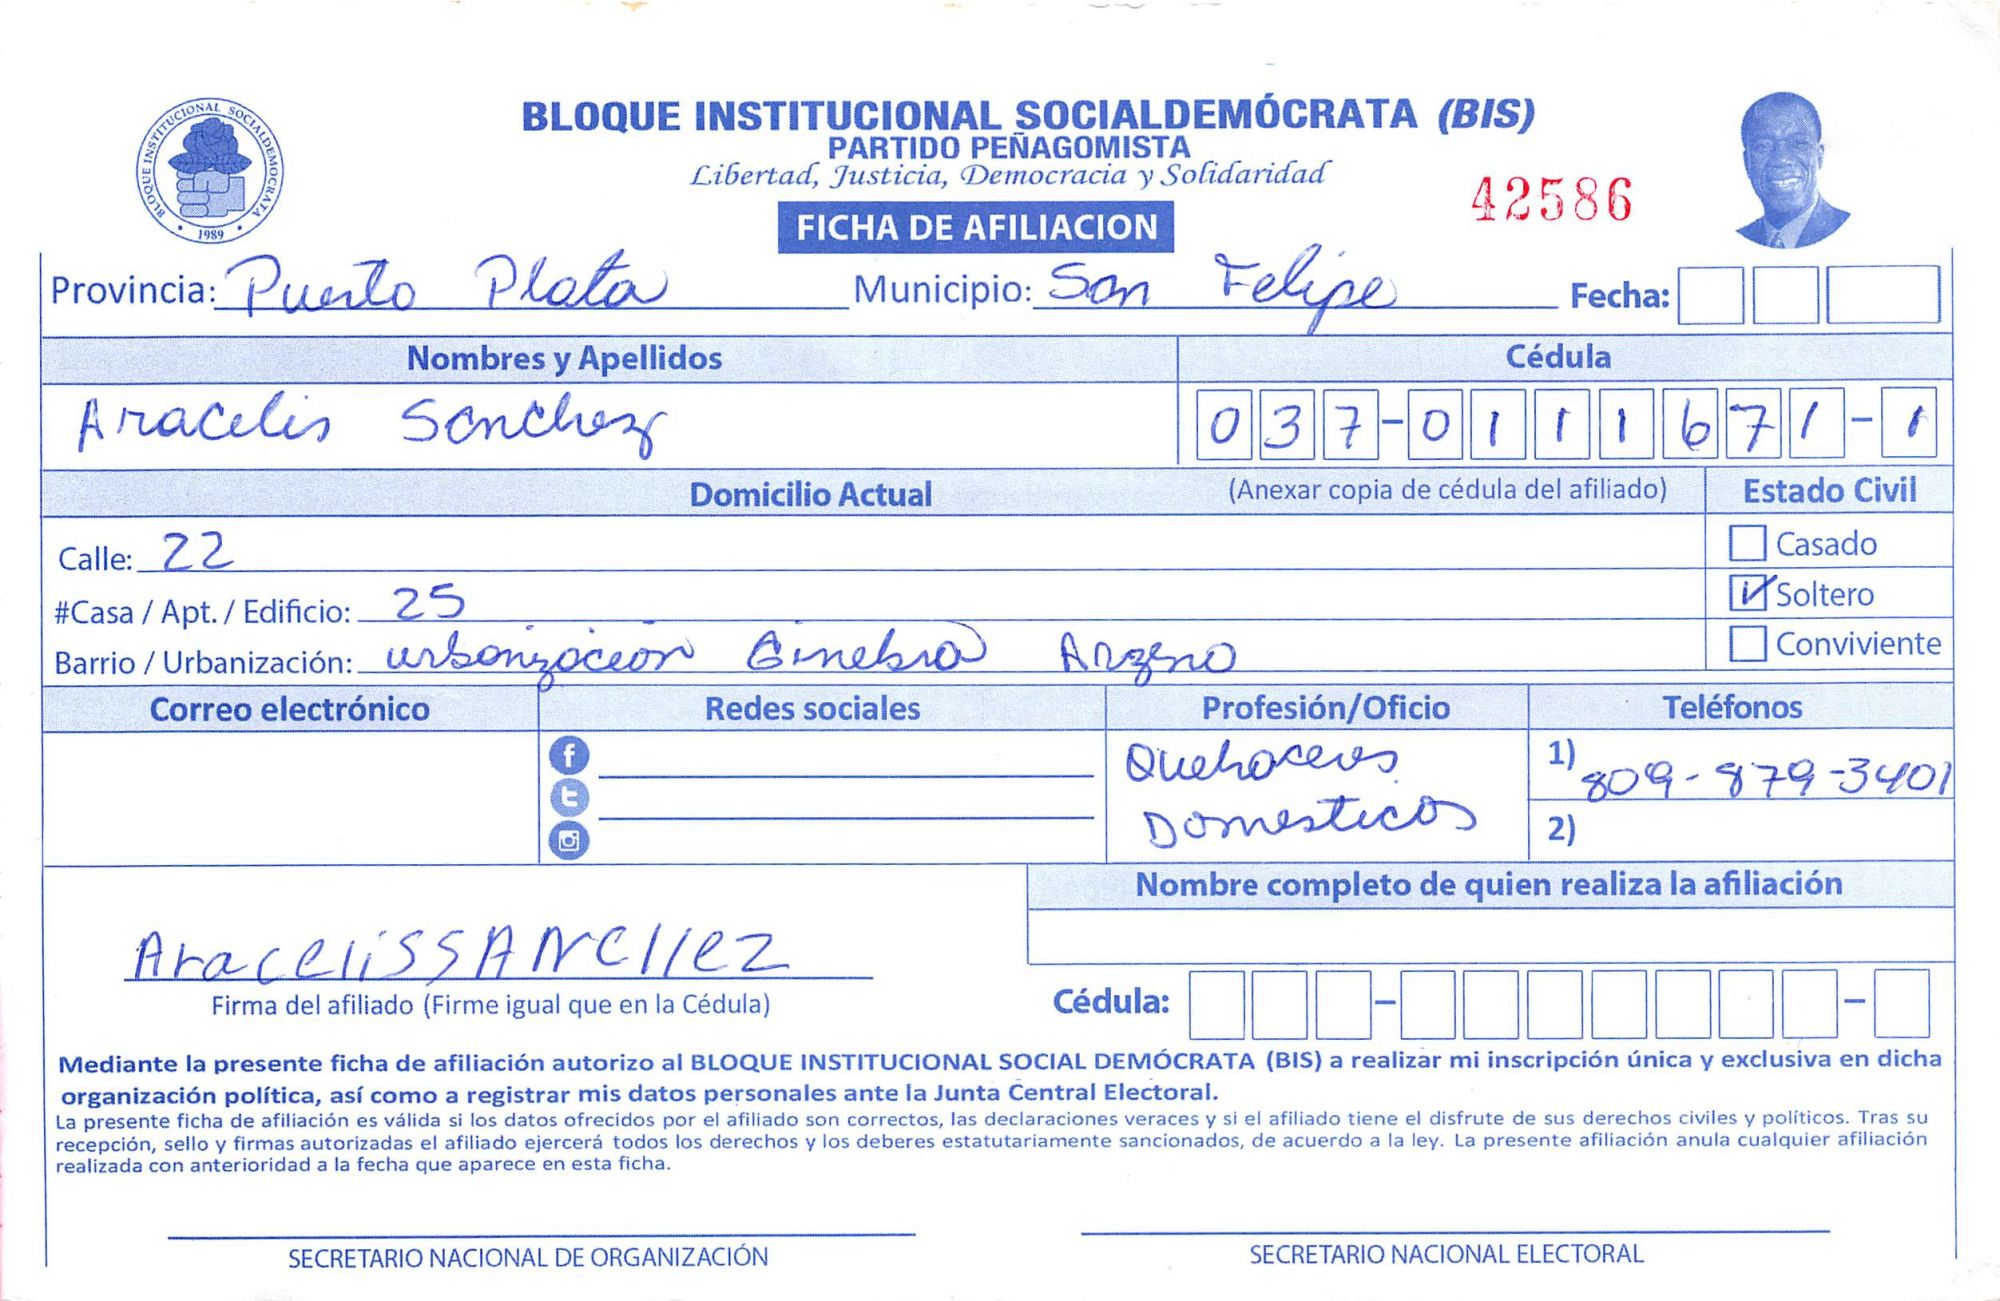 BLOQUE INSTITUCIONAL SOCIALDEMOCRATA
1989
BLOQUE INSTITUCIONAL SOCIALDEMÓCRATA (BIS)
PARTIDO PEÑAGOMISTA
Libertad, Justicia, Democracia y Solidaridad
42586
FICHA DE AFILIACION
Provincia: Puerto Plata Municipio: San Felipe Fecha:
Nombres y Apellidos Cédula
Aracelis Sanchez 037-0111671-1
Domicilio Actual (Anexar copia de cédula del afiliado) Estado Civil
Calle: 22 Casado
#Casa / Apt. / Edificio: 25 Soltero
Barrio / Urbanización: urbanización Ginebra Arzeno Conviviente
Correo electrónico Redes sociales Profesión/Oficio Teléfonos
Quehaceres 1) 809-879-3401
Domesticos 2)
Nombre completo de quien realiza la afiliación
AracelisSANCHez
Firma del afiliado (Firme igual que en la Cédula) Cédula: - -
Mediante la presente ficha de afiliación autorizo al BLOQUE INSTITUCIONAL SOCIAL DEMÓCRATA (BIS) a realizar mi inscripción única y exclusiva en dicha
organización política, así como a registrar mis datos personales ante la Junta Central Electoral.
La presente ficha de afiliación es válida si los datos ofrecidos por el afiliado son correctos, las declaraciones veraces y si el afiliado tiene el disfrute de sus derechos civiles y políticos. Tras su
recepción, sello y firmas autorizadas el afiliado ejercerá todos los derechos y los deberes estatutariamente sancionados, de acuerdo a la ley. La presente afiliación anula cualquier afiliación
realizada con anterioridad a la fecha que aparece en esta ficha.
SECRETARIO NACIONAL DE ORGANIZACIÓN SECRETARIO NACIONAL ELECTORAL